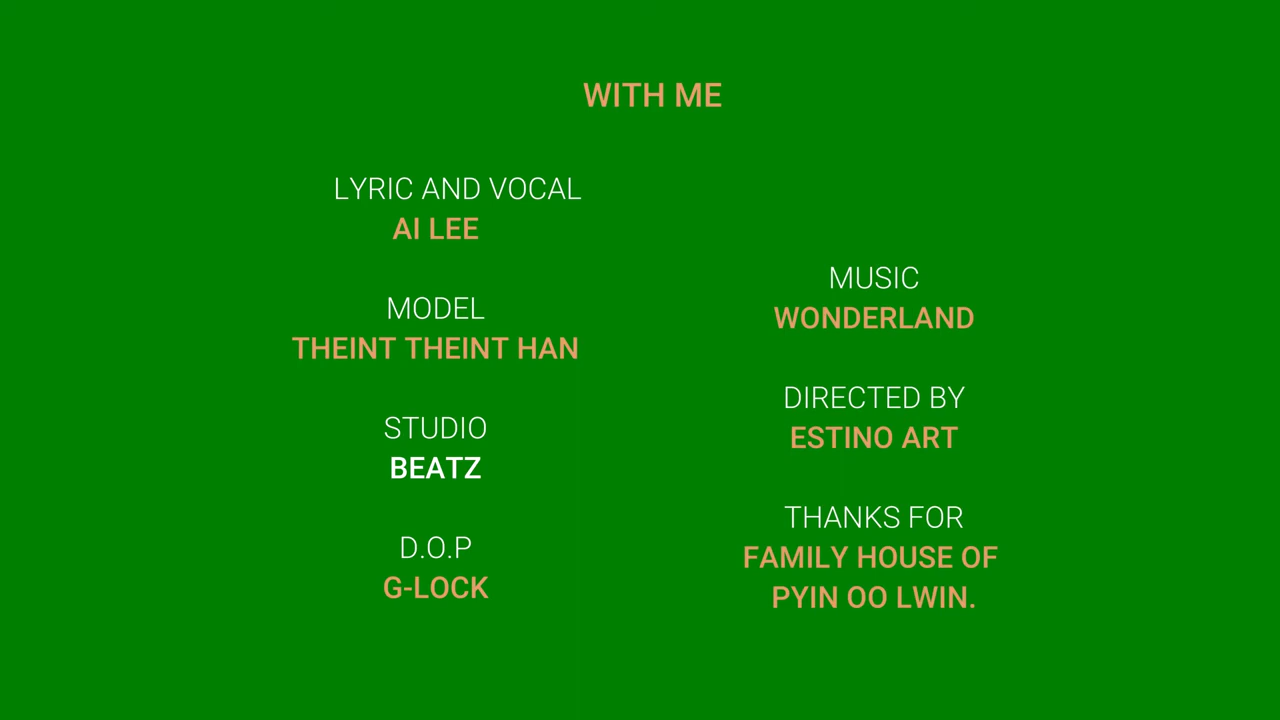 WITH ME
LYRIC AND VOCAL
AI LEE
MODEL
THEINT THEINT HAN
STUDIO
BEATZ
D.O.P
G-LOCK
MUSIC
WONDERLAND
DIRECTED BY
ESTINO ART
THANKS FOR
FAMILY HOUSE OF
PYIN OO LWIN.